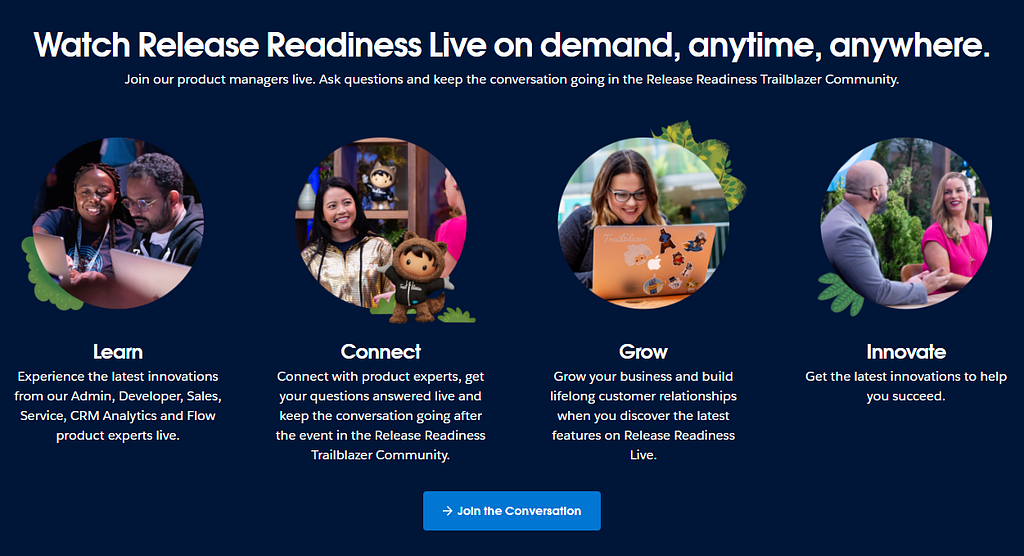 Watch Release Readiness Live on demand, anytime, anywhere.
Join our product managers live. Ask questions and keep the conversation going in the Release Readiness Trailblazer Community.
Trailblazer
Learn
Experience the latest innovations
from our Admin, Developer, Sales,
Service, CRM Analytics and Flow
product experts live.
Connect
Connect with product experts, get
your questions answered live and
keep the conversation going after
the event in the Release Readiness
Trailblazer Community.
Grow
Grow your business and build
lifelong customer relationships
when you discover the latest
features on Release Readiness
Live.
Innovate
Get the latest innovations to help
you succeed.
→ Join the Conversation